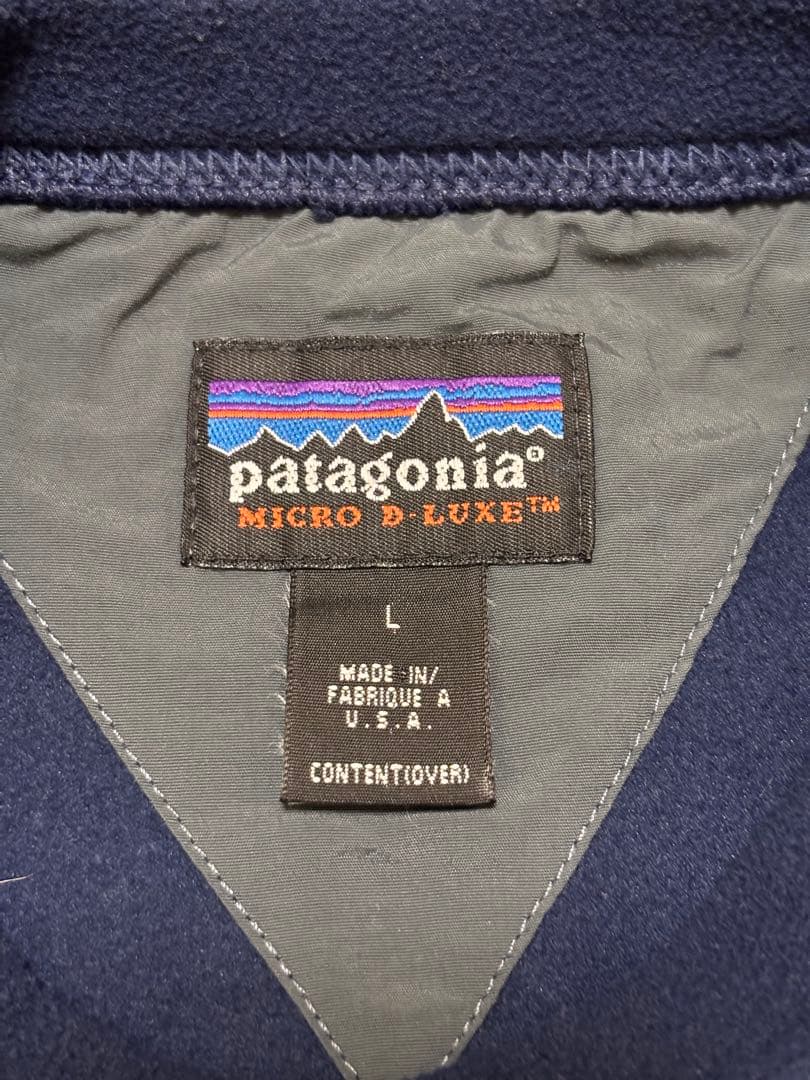 patagonia®
MICRO D-LUXE™
L
MADE IN/
FABRIQUE A
U.S.A.
CONTENT(OVER)